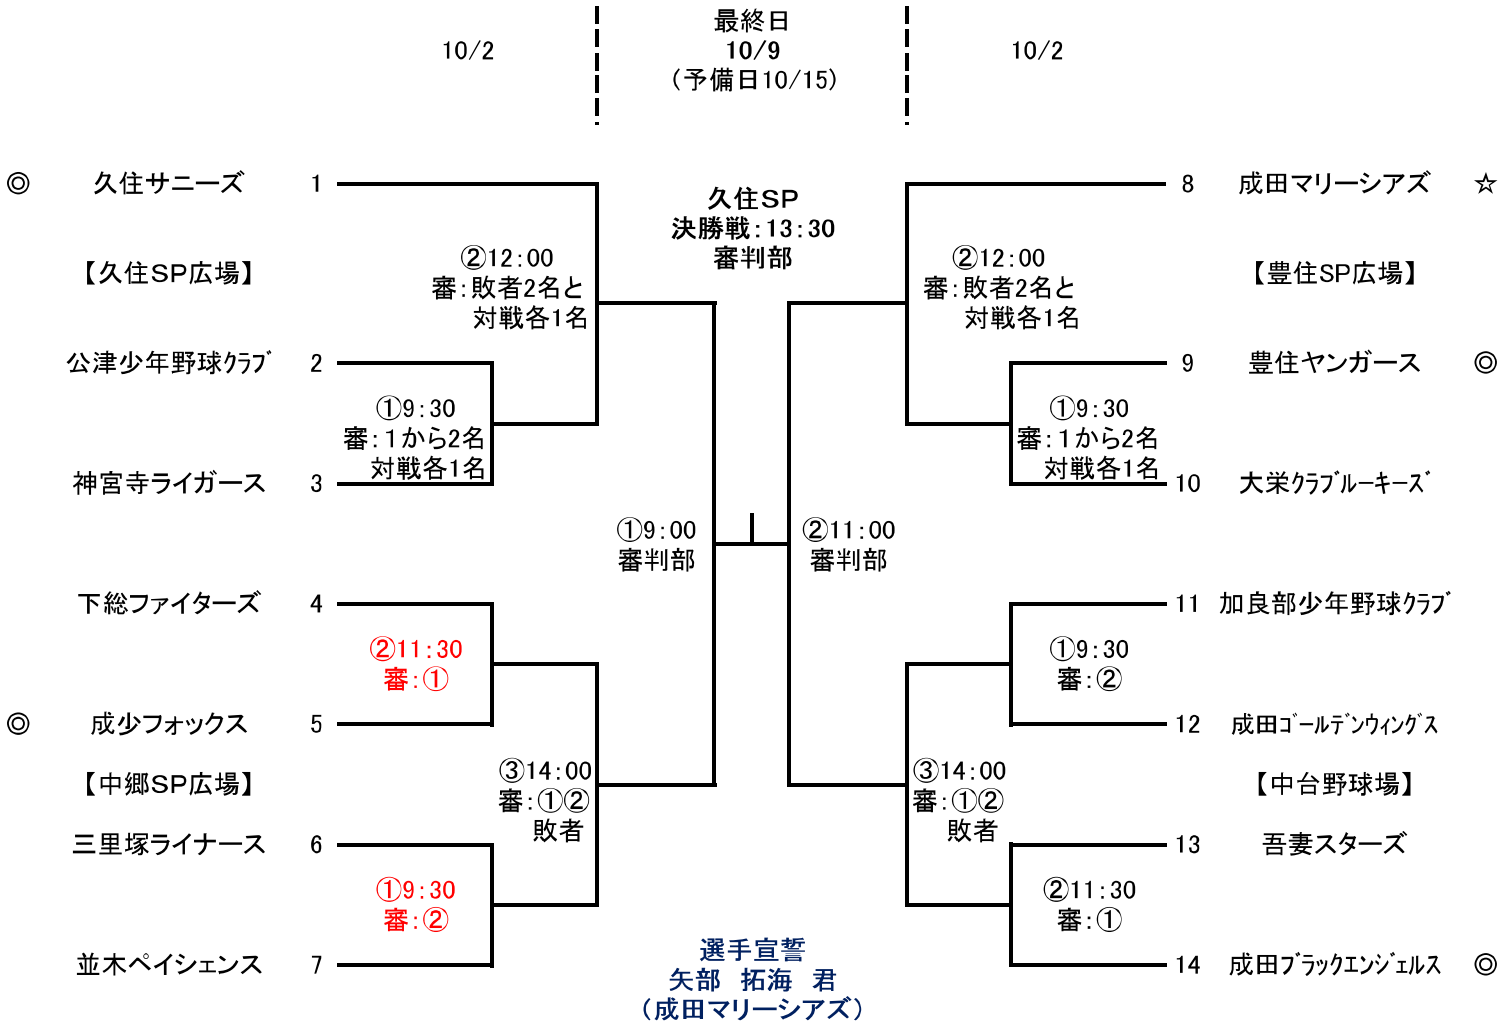 最終日
10/2
10/9
10/2
(予備日10/15)
◎ 久住サニーズ 1
久住SP
決勝戦:13:30
審判部
8 成田マリーシアズ ☆
【久住SP広場】
②12:00
審:敗者2名と
対戦各1名
②12:00
審:敗者2名と
対戦各1名
【豊住SP広場】
公津少年野球クラブ 2
9 豊住ヤンガース ◎
①9:30
審:1から2名
対戦各1名
①9:30
審:1から2名
対戦各1名
神宮寺ライガース 3
10 大栄クラブルーキーズ
①9:00
審判部
②11:00
審判部
下総ファイターズ 4
11 加良部少年野球クラブ
②11:30
審:①
①9:30
審:②
◎ 成少フォックス 5
12 成田ゴールデンウィングス
【中郷SP広場】
③14:00
審:①②
敗者
③14:00
審:①②
敗者
【中台野球場】
三里塚ライナース 6
13 吾妻スターズ
①9:30
審:②
②11:30
審:①
並木ペイシェンス 7
14 成田ブラックエンジェルス ◎
選手宣誓
矢部 拓海 君
(成田マリーシアズ)